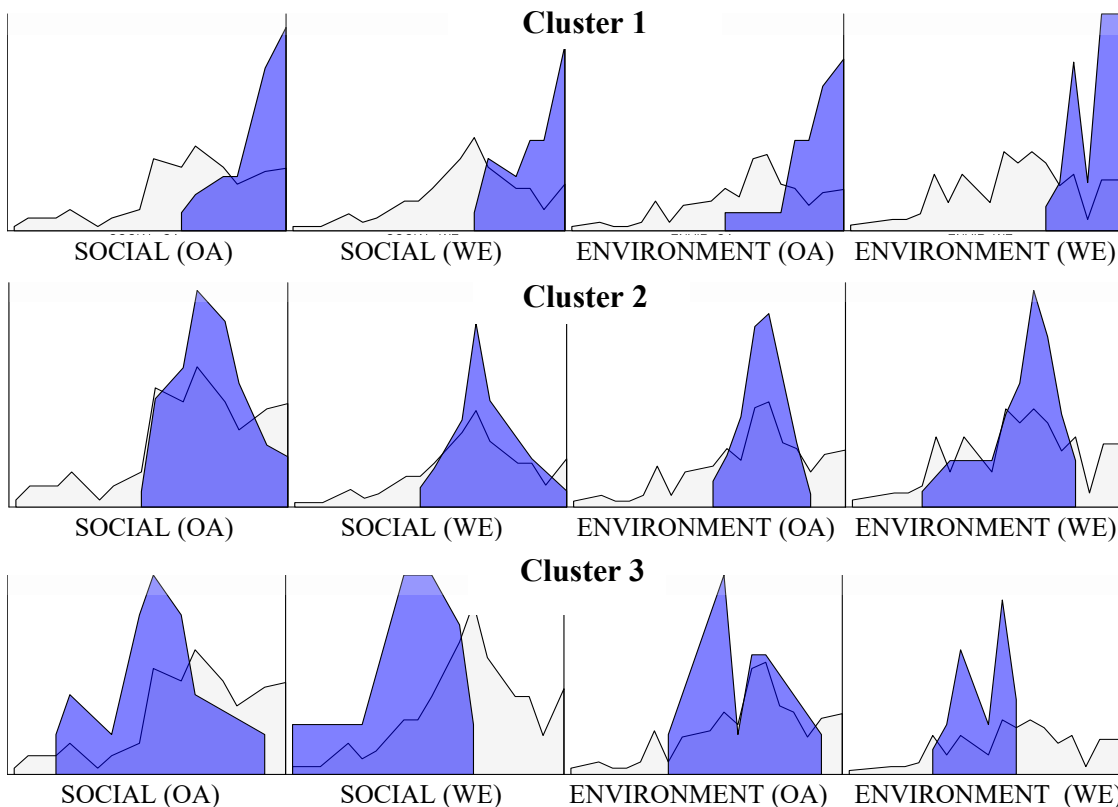 Cluster 1
SOCIAL (OA) SOCIAL (WE) ENVIRONMENT (OA) ENVIRONMENT (WE)
Cluster 2
SOCIAL (OA) SOCIAL (WE) ENVIRONMENT (OA) ENVIRONMENT (WE)
Cluster 3
SOCIAL (OA) SOCIAL (WE) ENVIRONMENT (OA) ENVIRONMENT (WE)